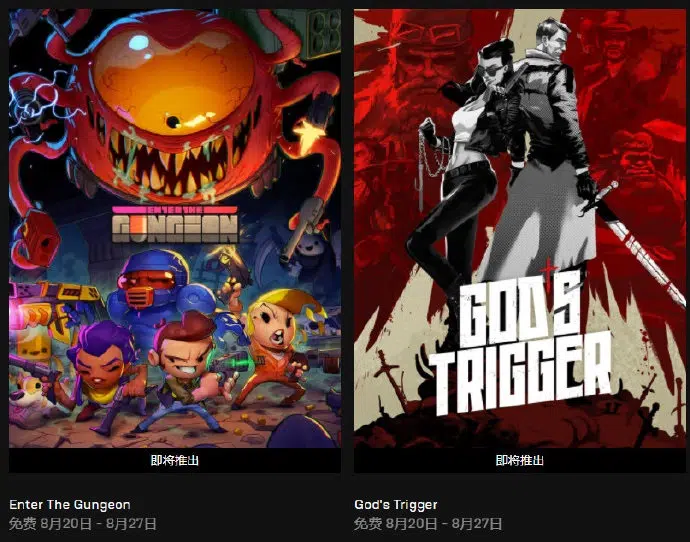 ENTER THE
GUNGEON
GOD'S
TRIGGER
即将推出
即将推出
Enter The Gungeon
免费 8月20日 - 8月27日
God's Trigger
免费 8月20日 - 8月27日